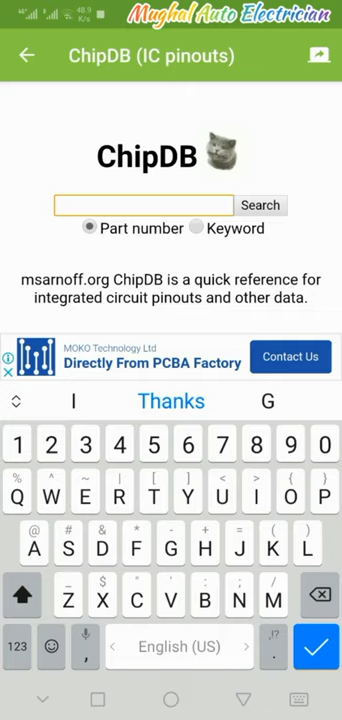 48.9
K/s
Mughal Auto Electrician
ChipDB (IC pinouts)
ChipDB
Search
Part number Keyword
msarnoff.org ChipDB is a quick reference for
integrated circuit pinouts and other data.
MOKO Technology Ltd
Directly From PCBA Factory
Contact Us
I Thanks G
1 2 3 4 5 6 7 8 9 0
% ^ ~ | [ ] < > { }
Q W E R T Y U I O P
@ # & * - + = ( )
A S D F G H J K L
_ $ " ' : ; /
Z X C V B N M
123 , English (US) ,!? .